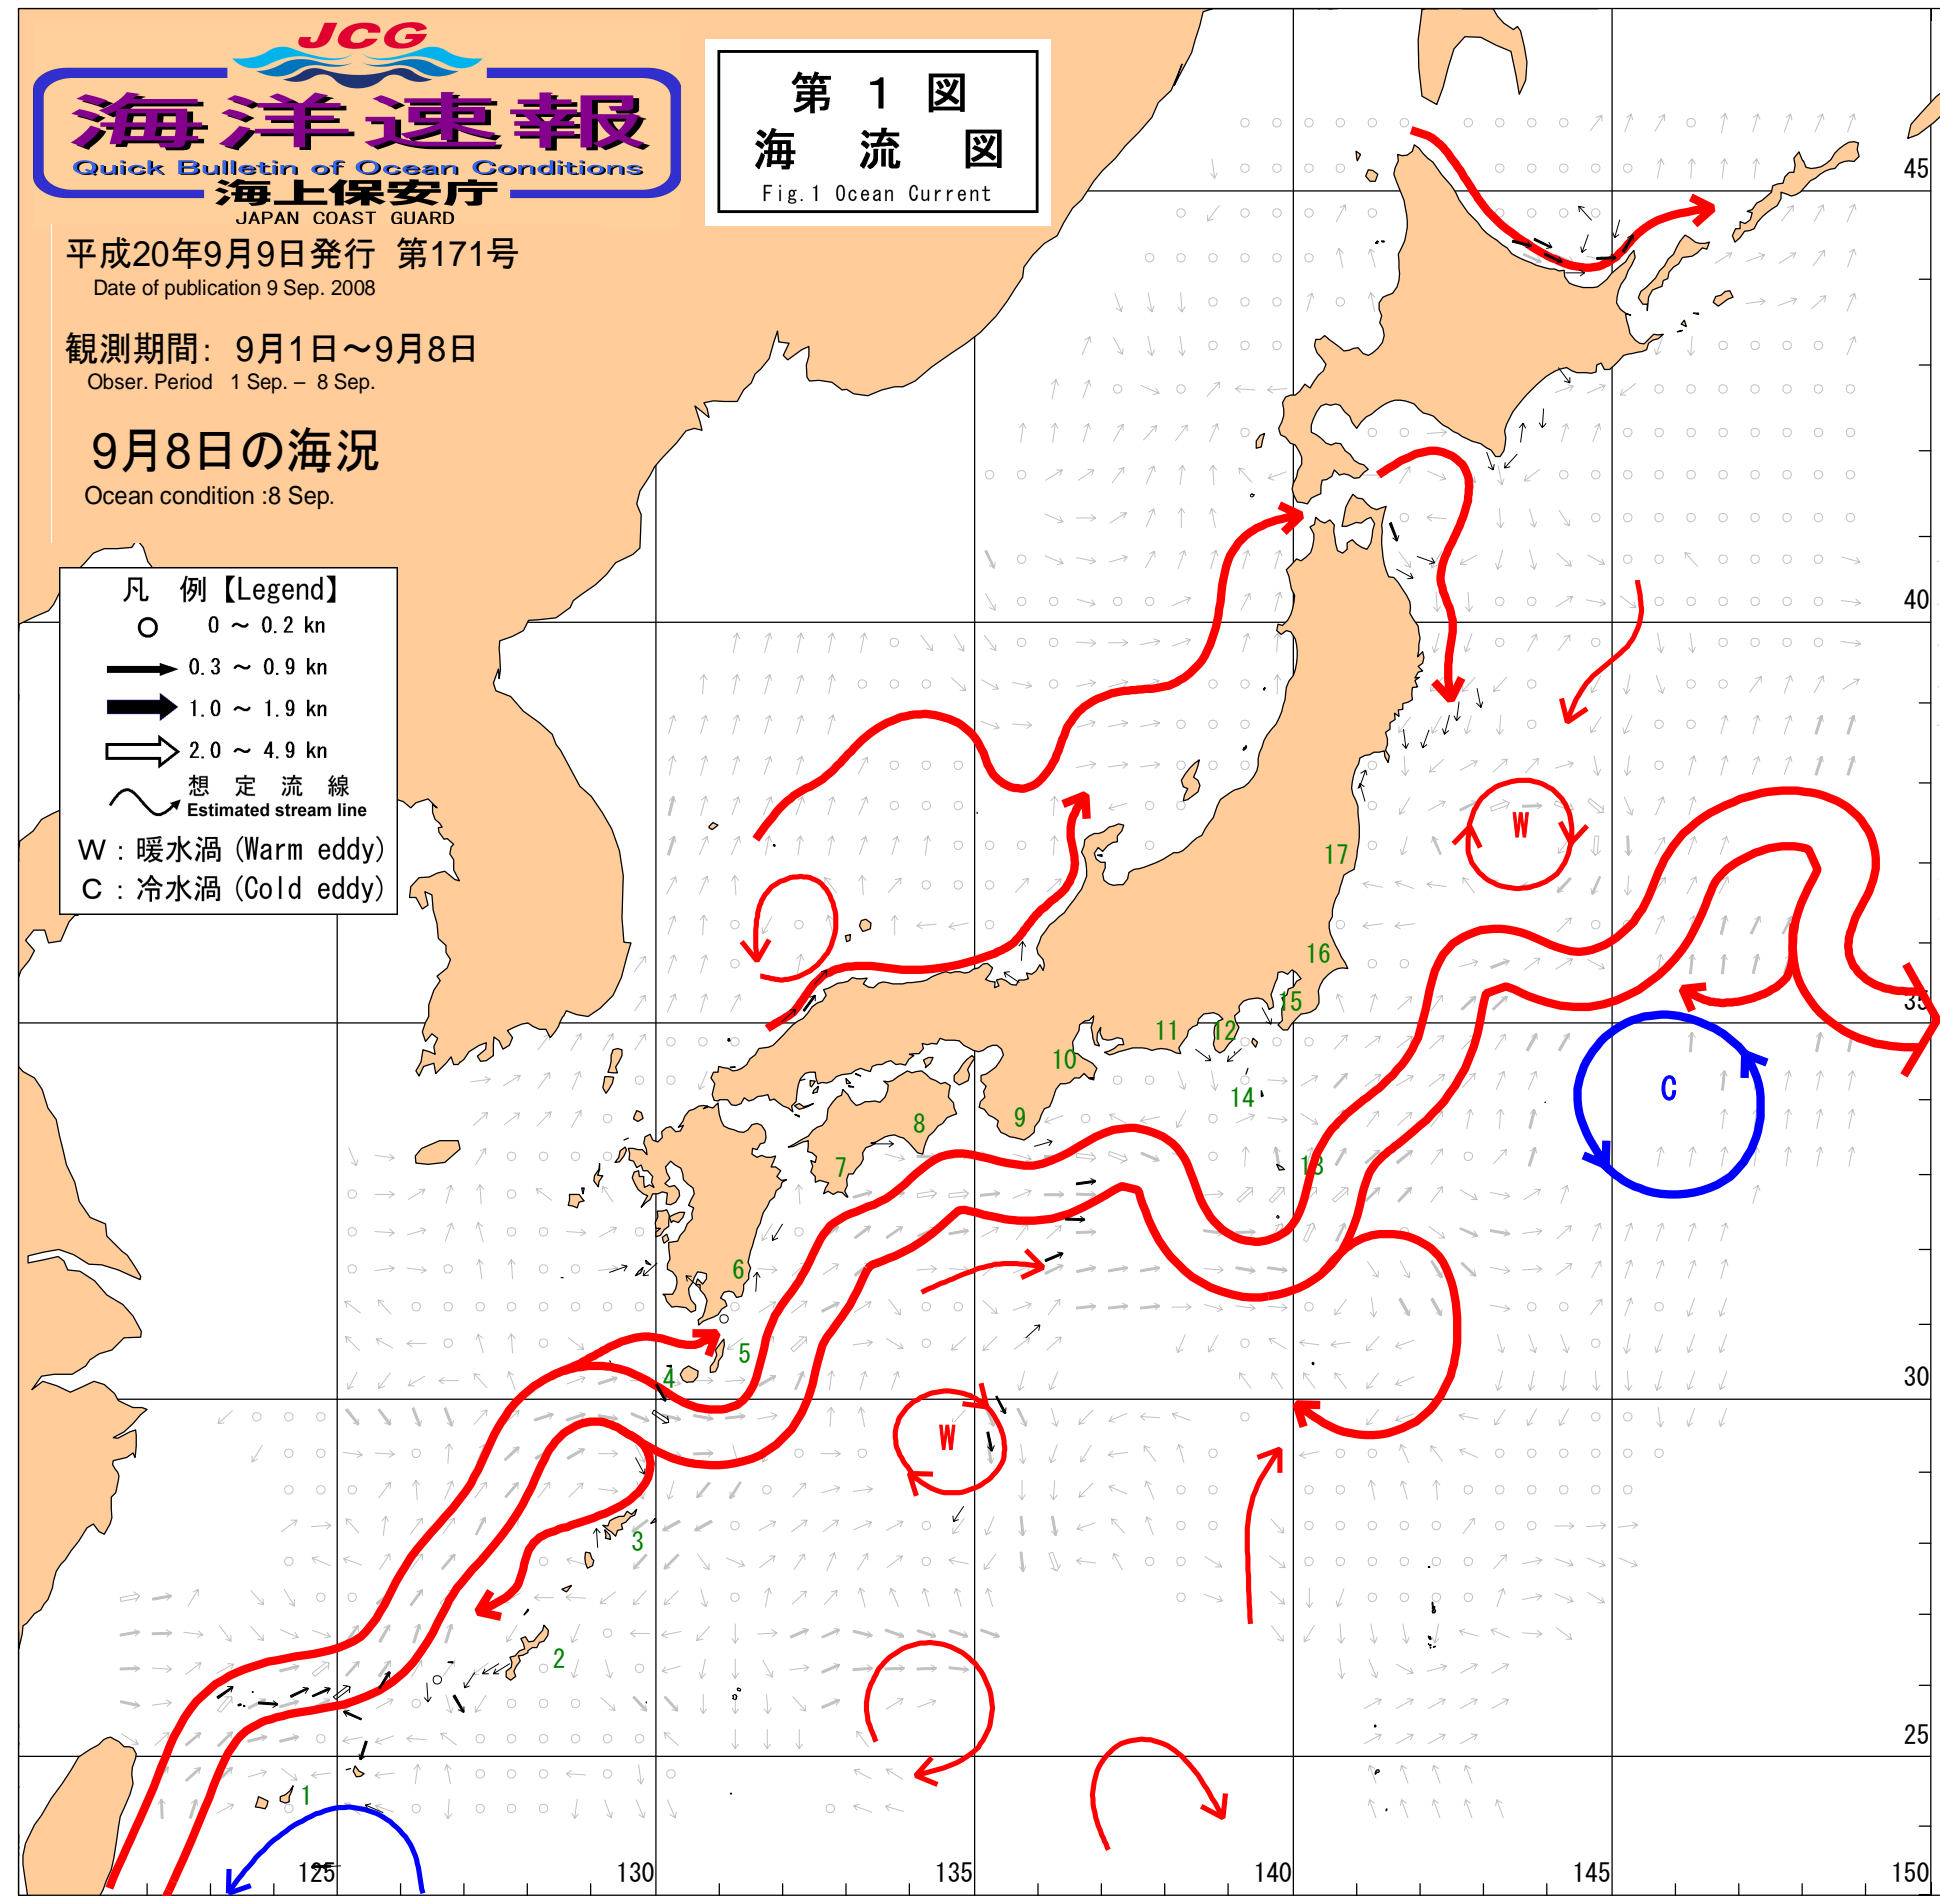 JCG
海洋速報
Quick Bulletin of Ocean Conditions
海上保安庁
JAPAN COAST GUARD
第 1 図
海 流 図
Fig.1 Ocean Current
平成20年9月9日発行 第171号
Date of publication 9 Sep. 2008
観測期間: 9月1日～9月8日
Obser. Period 1 Sep. – 8 Sep.
9月8日の海況
Ocean condition :8 Sep.
凡 例【Legend】
0 ～ 0.2 kn
0.3 ～ 0.9 kn
1.0 ～ 1.9 kn
2.0 ～ 4.9 kn
想 定 流 線
Estimated stream line
W : 暖水渦 (Warm eddy)
C : 冷水渦 (Cold eddy)
45
40
W
17
16
15
35
12
11
10
14
C
9
8
7
13
6
5
4
30
W
3
2
25
1
125
130
135
140
145
150